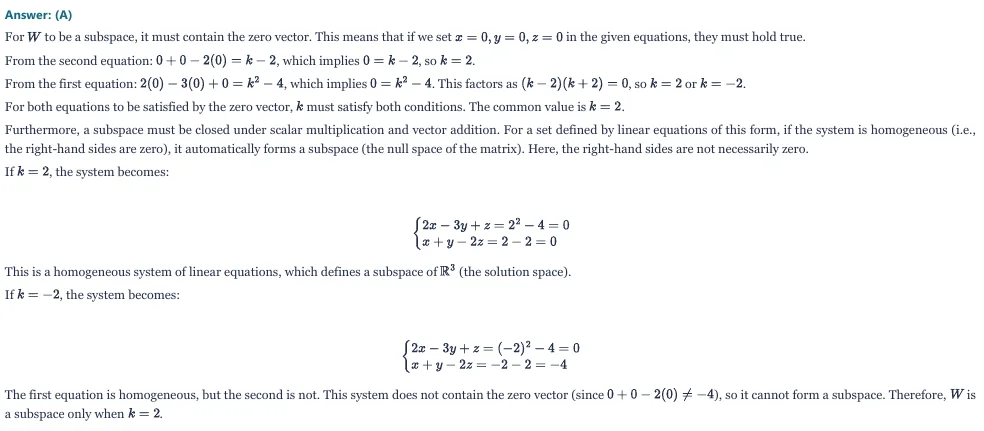 Answer: (A)
For W to be a subspace, it must contain the zero vector. This means that if we set x = 0, y = 0, z = 0 in the given equations, they must hold true.
From the second equation: 0 + 0 − 2(0) = k − 2, which implies 0 = k − 2, so k = 2.
From the first equation: 2(0) − 3(0) + 0 = k² − 4, which implies 0 = k² − 4. This factors as (k − 2)(k + 2) = 0, so k = 2 or k = −2.
For both equations to be satisfied by the zero vector, k must satisfy both conditions. The common value is k = 2.
Furthermore, a subspace must be closed under scalar multiplication and vector addition. For a set defined by linear equations of this form, if the system is homogeneous (i.e.,
the right-hand sides are zero), it automatically forms a subspace (the null space of the matrix). Here, the right-hand sides are not necessarily zero.
If k = 2, the system becomes:
{2x − 3y + z = 2² − 4 = 0
x + y − 2z = 2 − 2 = 0
This is a homogeneous system of linear equations, which defines a subspace of ℝ³ (the solution space).
If k = −2, the system becomes:
{2x − 3y + z = (−2)² − 4 = 0
x + y − 2z = −2 − 2 = −4
The first equation is homogeneous, but the second is not. This system does not contain the zero vector (since 0 + 0 − 2(0) ≠ −4), so it cannot form a subspace. Therefore, W is
a subspace only when k = 2.